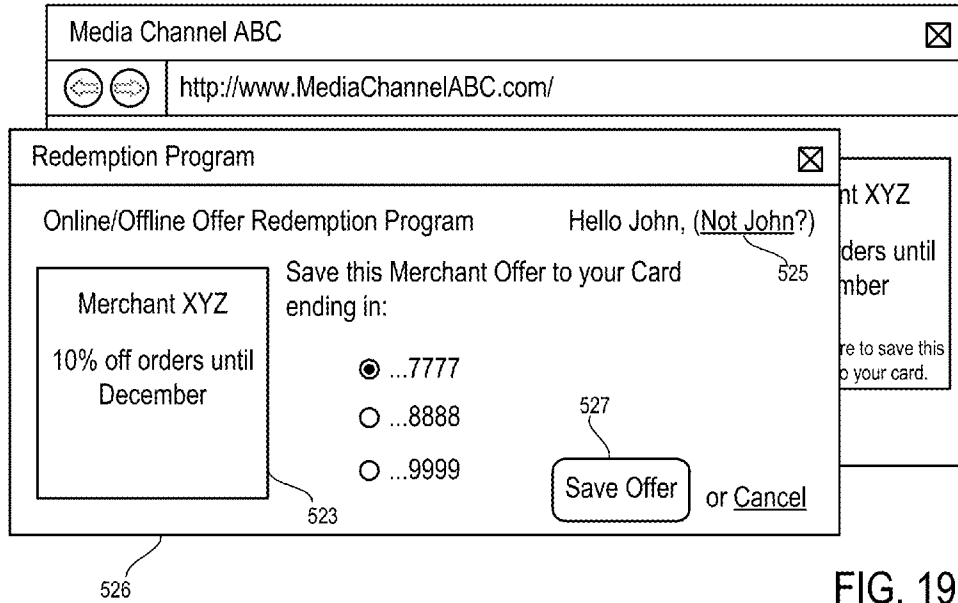 Media Channel ABC
http://www.MediaChannelABC.com/
Redemption Program
Online/Offline Offer Redemption Program
Hello John, (Not John?)
525
Merchant XYZ
10% off orders until
December
523
Save this Merchant Offer to your Card
ending in:
...7777
...8888
...9999
527
Save Offer
or Cancel
526
nt XYZ
ders until
mber
re to save this
o your card.
FIG. 19